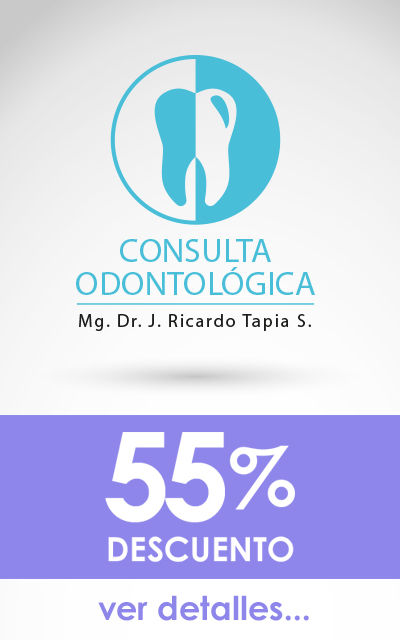 CONSULTA
ODONTOLÓGICA
Mg. Dr. J. Ricardo Tapia S.
55%
DESCUENTO
ver detalles...